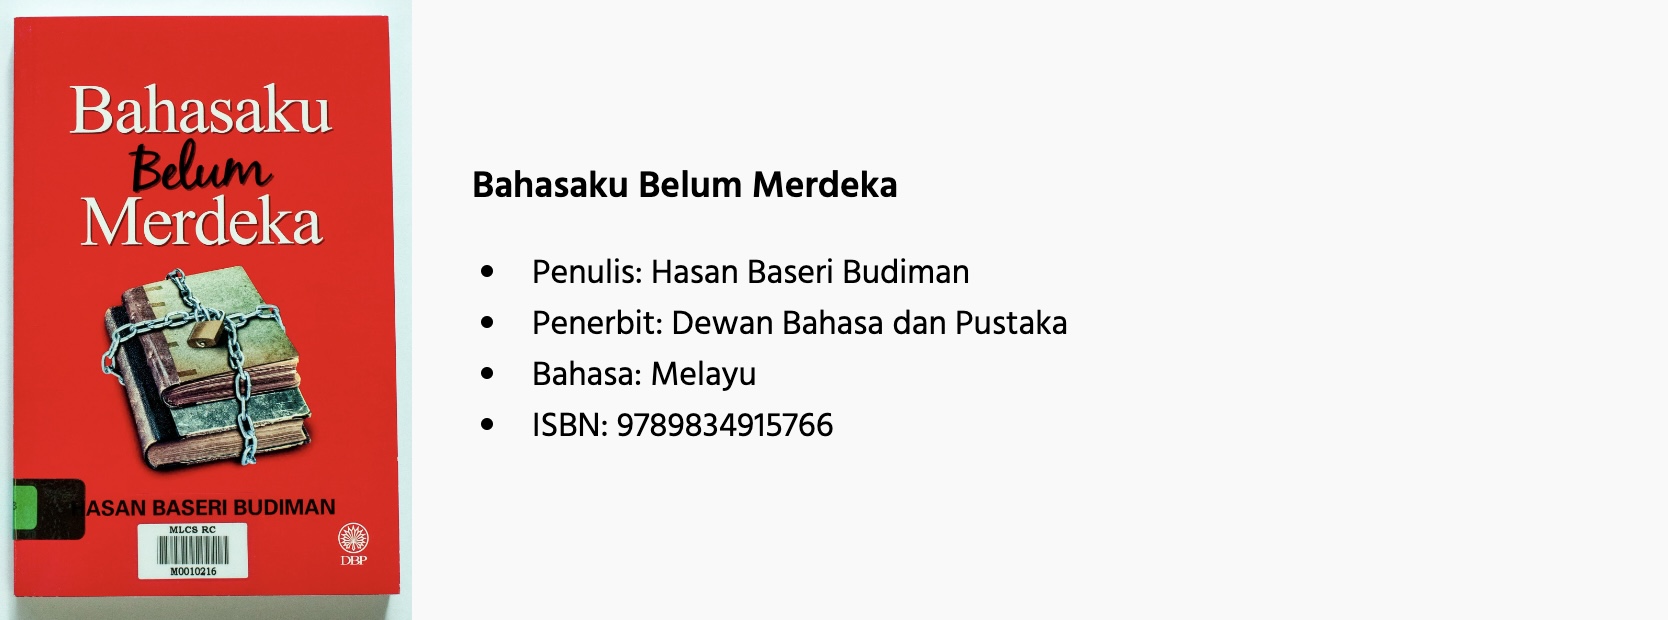 Bahasaku
Belum
Merdeka
HASAN BASERI BUDIMAN
MLCS RC
M0010216
DBP
Bahasaku Belum Merdeka
• Penulis: Hasan Baseri Budiman
• Penerbit: Dewan Bahasa dan Pustaka
• Bahasa: Melayu
• ISBN: 9789834915766